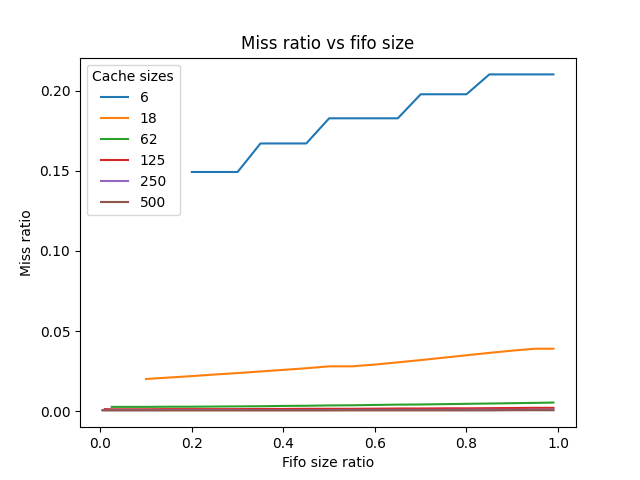 Miss ratio vs fifo size
Cache sizes
6
18
62
125
250
500
0.20
0.15
0.10
0.05
0.00
Miss ratio
0.0 0.2 0.4 0.6 0.8 1.0
Fifo size ratio